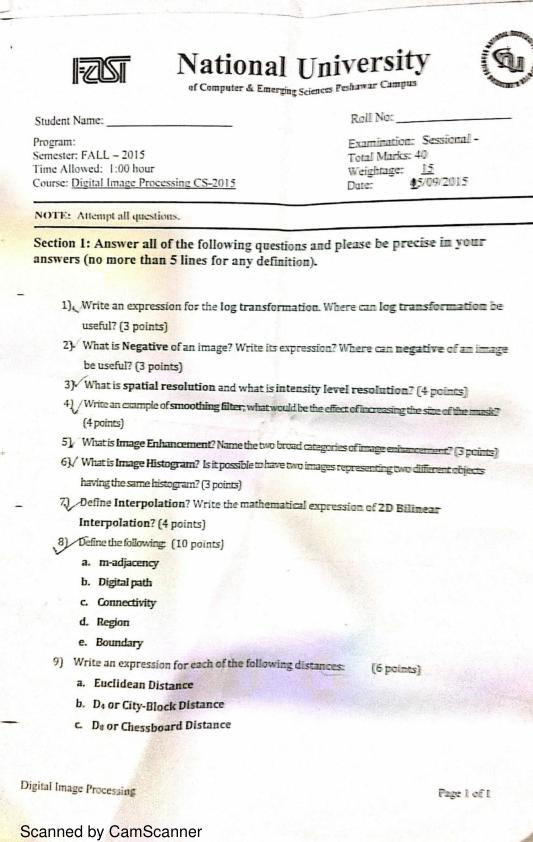 FAST
National University
of Computer & Emerging Sciences Peshawar Campus
Student Name: ____________________
Roll No: ____________________
Program:
Semester: FALL – 2015
Time Allowed: 1:00 hour
Course: Digital Image Processing CS-2015
Examination: Sessional -
Total Marks: 40
Weightage: 15
Date: 15/09/2015
NOTE: Attempt all questions.
Section 1: Answer all of the following questions and please be precise in your
answers (no more than 5 lines for any definition).
1) Write an expression for the log transformation. Where can log transformation be
useful? (3 points)
2) What is Negative of an image? Write its expression? Where can negative of an image
be useful? (3 points)
3) What is spatial resolution and what is intensity level resolution? (4 points)
4) Write an example of smoothing filter; what would be the effect of increasing the size of the mask?
(4 points)
5) What is Image Enhancement? Name the two broad categories of image enhancement? (3 points)
6) What is Image Histogram? Is it possible to have two images representing two different objects
having the same histogram? (3 points)
7) Define Interpolation? Write the mathematical expression of 2D Bilinear
Interpolation? (4 points)
8) Define the following: (10 points)
a. m-adjacency
b. Digital path
c. Connectivity
d. Region
e. Boundary
9) Write an expression for each of the following distances: (6 points)
a. Euclidean Distance
b. D4 or City-Block Distance
c. D8 or Chessboard Distance
Digital Image Processing
Page 1 of 1
Scanned by CamScanner